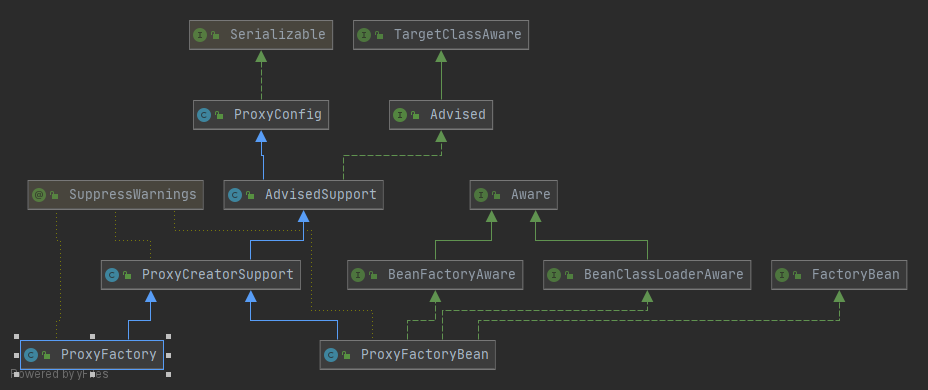 Serializable
TargetClassAware
ProxyConfig
Advised
SuppressWarnings
AdvisedSupport
Aware
ProxyCreatorSupport
BeanFactoryAware
BeanClassLoaderAware
FactoryBean
ProxyFactory
ProxyFactoryBean
Powered by yFiles